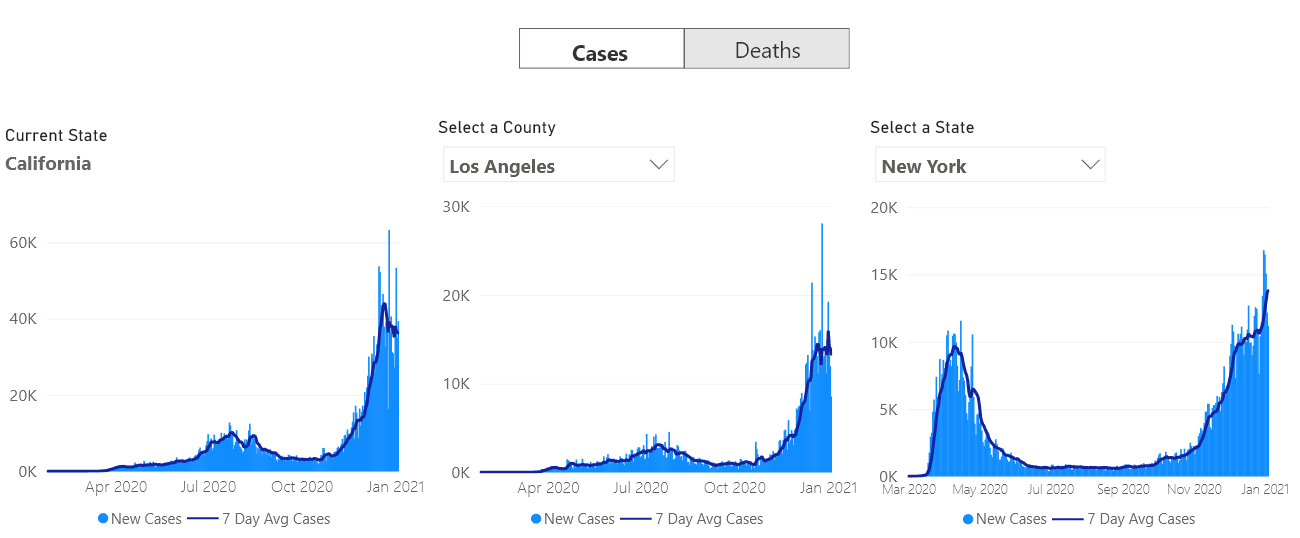 Cases
Deaths
Current State
California
Select a County
Los Angeles
Select a State
New York
60K
40K
20K
0K
Apr 2020 Jul 2020 Oct 2020 Jan 2021
New Cases 7 Day Avg Cases
30K
20K
10K
0K
Apr 2020 Jul 2020 Oct 2020 Jan 2021
New Cases 7 Day Avg Cases
20K
15K
10K
5K
0K
Mar 2020 May 2020 Jul 2020 Sep 2020 Nov 2020 Jan 2021
New Cases 7 Day Avg Cases